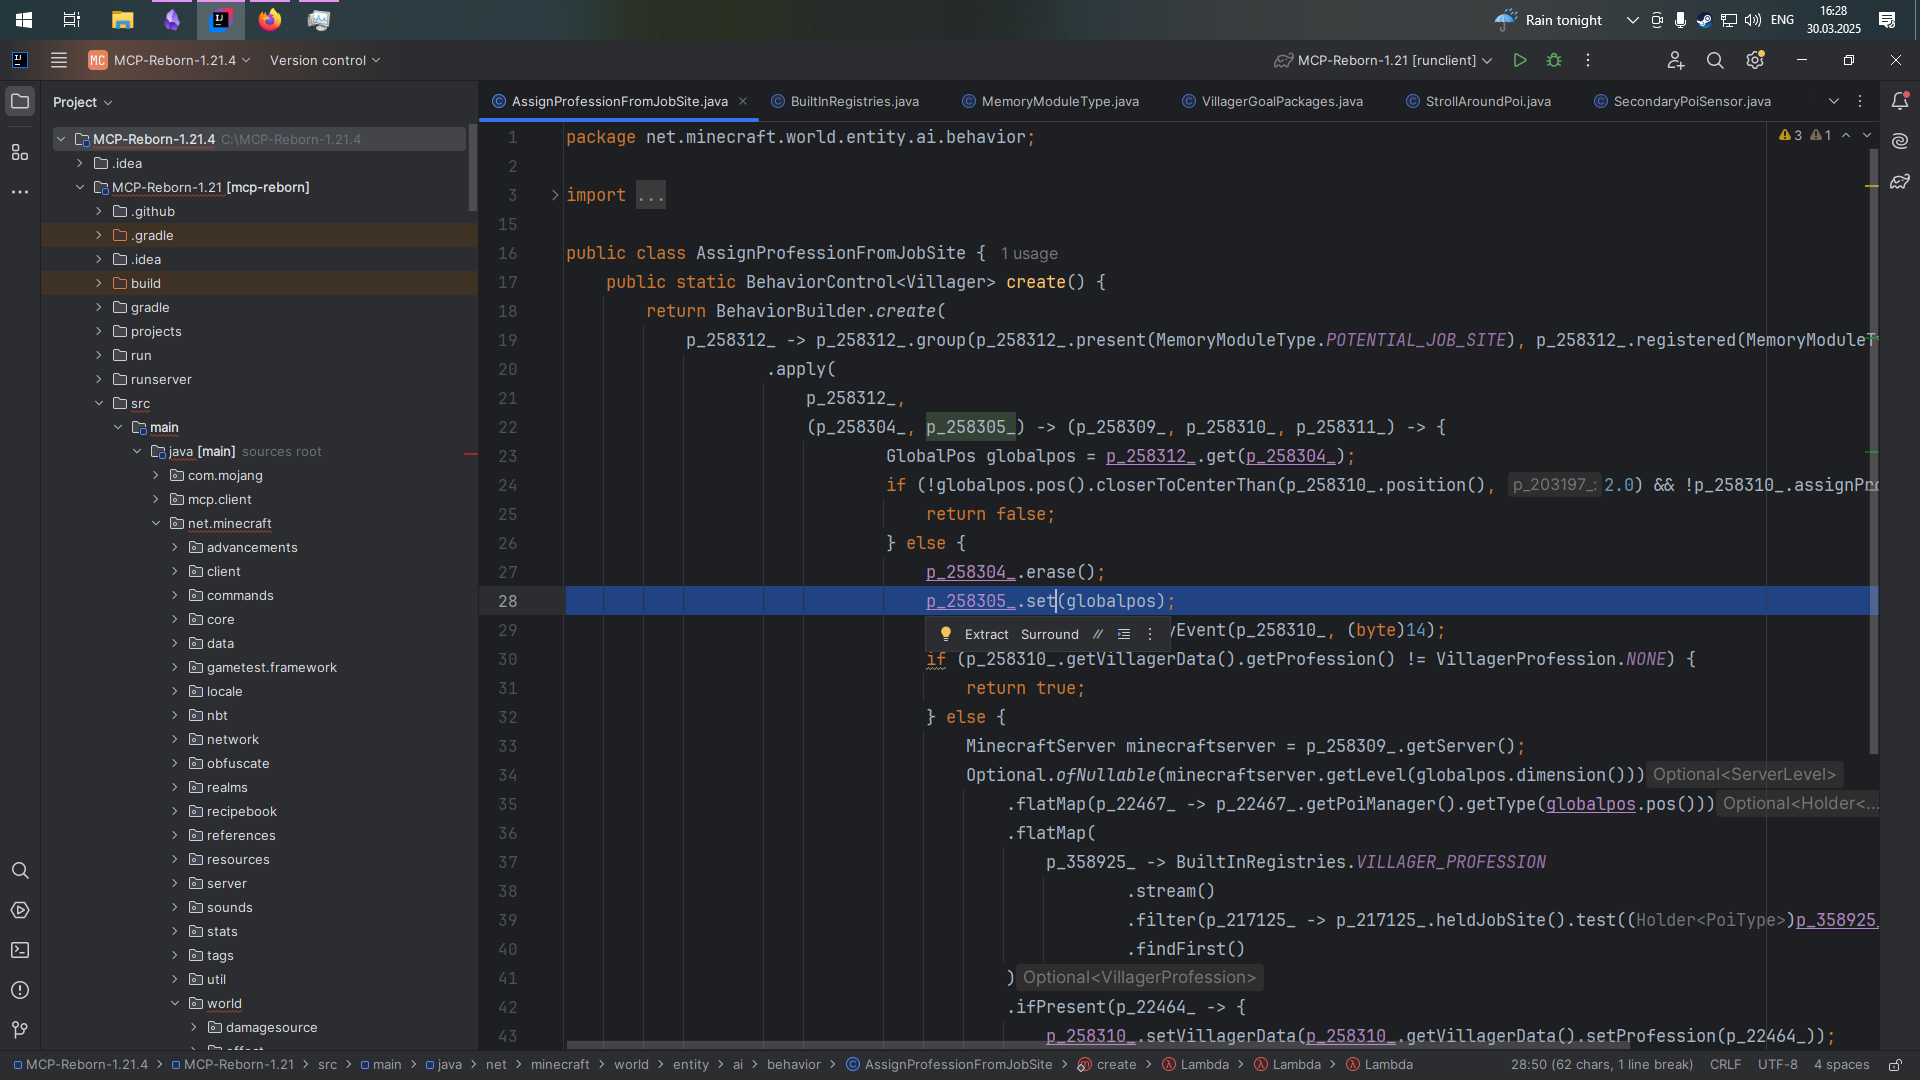 Rain tonight
ENG
16:28
30.03.2025
MC MCP-Reborn-1.21.4
Version control
MCP-Reborn-1.21 [runclient]
Project
AssignProfessionFromJobSite.java
BuiltInRegistries.java
MemoryModuleType.java
VillagerGoalPackages.java
StrollAroundPoi.java
SecondaryPoiSensor.java
MCP-Reborn-1.21.4 C:\MCP-Reborn-1.21.4
.idea
MCP-Reborn-1.21 [mcp-reborn]
.github
.gradle
.idea
build
gradle
projects
run
runserver
src
main
java [main] sources root
com.mojang
mcp.client
net.minecraft
advancements
client
commands
core
data
gametest.framework
locale
nbt
network
obfuscate
realms
recipebook
references
resources
server
sounds
stats
tags
util
world
damagesource
3 1
1 package net.minecraft.world.entity.ai.behavior;
2
3 import ...
15
16 public class AssignProfessionFromJobSite { 1 usage
17 public static BehaviorControl<Villager> create() {
18 return BehaviorBuilder.create(
19 p_258312_ -> p_258312_.group(p_258312_.present(MemoryModuleType.POTENTIAL_JOB_SITE), p_258312_.registered(MemoryModuleT
20 .apply(
21 p_258312_,
22 (p_258304_, p_258305_) -> (p_258309_, p_258310_, p_258311_) -> {
23 GlobalPos globalpos = p_258312_.get(p_258304_);
24 if (!globalpos.pos().closerToCenterThan(p_258310_.position(), p_203197_: 2.0) && !p_258310_.assignPro
25 return false;
26 } else {
27 p_258304_.erase();
28 p_258305_.set(globalpos);
29 yEvent(p_258310_, (byte)14);
Extract Surround //
30 if (p_258310_.getVillagerData().getProfession() != VillagerProfession.NONE) {
31 return true;
32 } else {
33 MinecraftServer minecraftserver = p_258309_.getServer();
34 Optional.ofNullable(minecraftserver.getLevel(globalpos.dimension())) Optional<ServerLevel>
35 .flatMap(p_22467_ -> p_22467_.getPoiManager().getType(globalpos.pos())) Optional<Holder<...
36 .flatMap(
37 p_358925_ -> BuiltInRegistries.VILLAGER_PROFESSION
38 .stream()
39 .filter(p_217125_ -> p_217125_.heldJobSite().test((Holder<PoiType>)p_358925_
40 .findFirst()
41 ) Optional<VillagerProfession>
42 .ifPresent(p_22464_ -> {
43 p_258310_.setVillagerData(p_258310_.getVillagerData().setProfession(p_22464_));
MCP-Reborn-1.21.4 > MCP-Reborn-1.21 > src > main > java > net > minecraft > world > entity > ai > behavior > AssignProfessionFromJobSite > create > Lambda > Lambda > Lambda
28:50 (62 chars, 1 line break) CRLF UTF-8 4 spaces